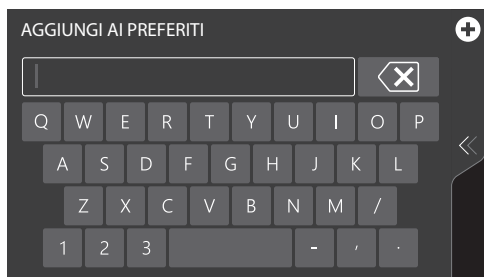 AGGIUNGI AI PREFERITI
Q W E R T Y U I O P
A S D F G H J K L
Z X C V B N M /
1 2 3 - , .